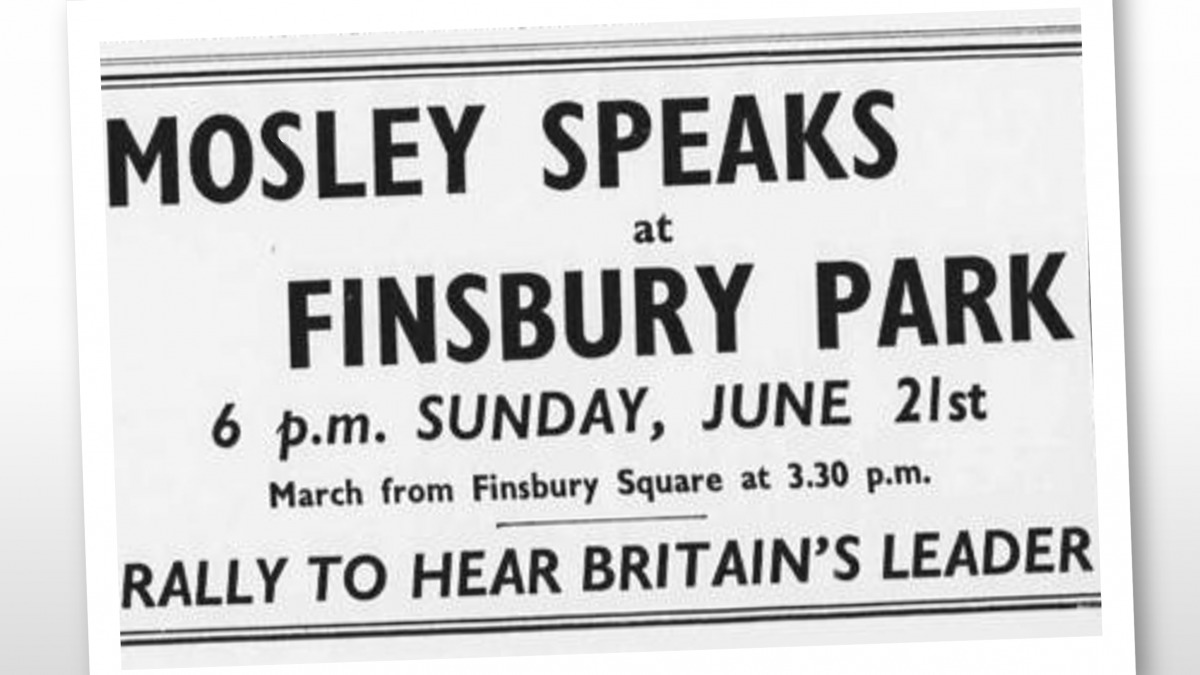 MOSLEY SPEAKS
at
FINSBURY PARK
6 p.m. SUNDAY, JUNE 21st
March from Finsbury Square at 3.30 p.m.
RALLY TO HEAR BRITAIN'S LEADER